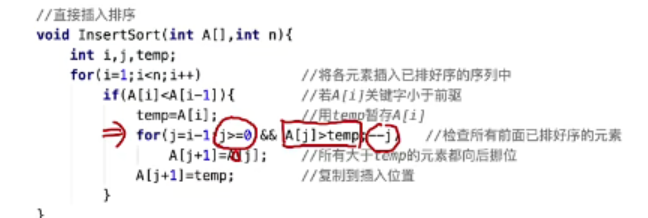 //直接插入排序
void InsertSort(int A[],int n){
int i,j,temp;
for(i=1;i<n;i++) //将各元素插入已排好序的序列中
if(A[i]<A[i-1]){ //若A[i]关键字小于前驱
temp=A[i]; //用temp暂存A[i]
for(j=i-1;j>=0 && A[j]>temp;--j) //检查所有前面已排好序的元素
A[j+1]=A[j]; //所有大于temp的元素都向后挪位
A[j+1]=temp; //复制到插入位置
}
}